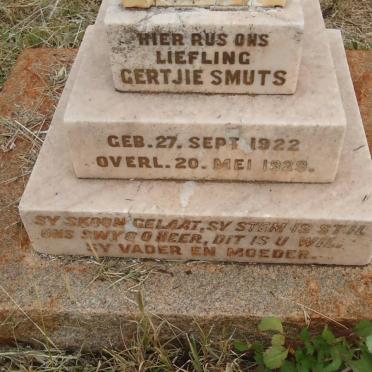 HIER RUS ONS
LIEFLING
GERTJIE SMUTS
GEB. 27. SEPT. 1922
OVERL. 20. MEI 1929.
SY SKOON GELAAT, SY STEM IS STIL
ONS SWYG O HEER, DIT IS U WIL.
SY VADER EN MOEDER.